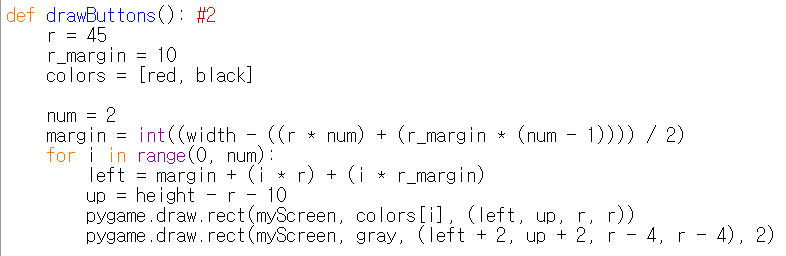 def drawButtons(): #2
    r = 45
    r_margin = 10
    colors = [red, black]

    num = 2
    margin = int((width - ((r * num) + (r_margin * (num - 1)))) / 2)
    for i in range(0, num):
        left = margin + (i * r) + (i * r_margin)
        up = height - r - 10
        pygame.draw.rect(myScreen, colors[i], (left, up, r, r))
        pygame.draw.rect(myScreen, gray, (left + 2, up + 2, r - 4, r - 4), 2)